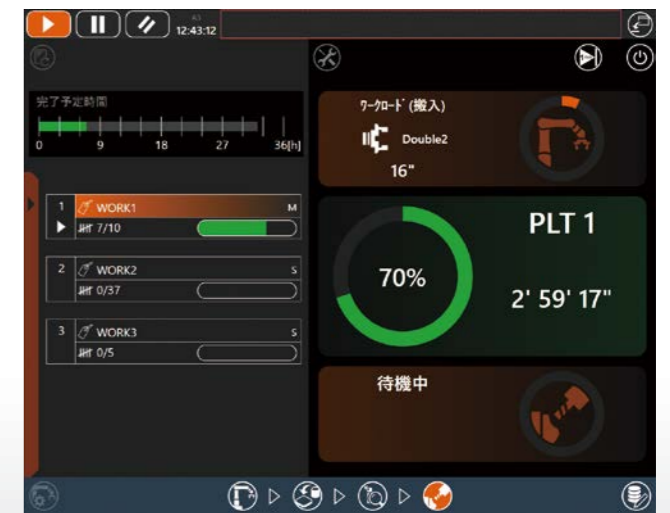 A3
12:43:12
完了予定時間
0 9 18 27 36[h]
1 WORK1 M
7/10
2 WORK2 S
0/37
3 WORK3 S
0/5
ワークロード(搬入)
Double2
16"
70%
PLT 1
2' 59' 17"
待機中